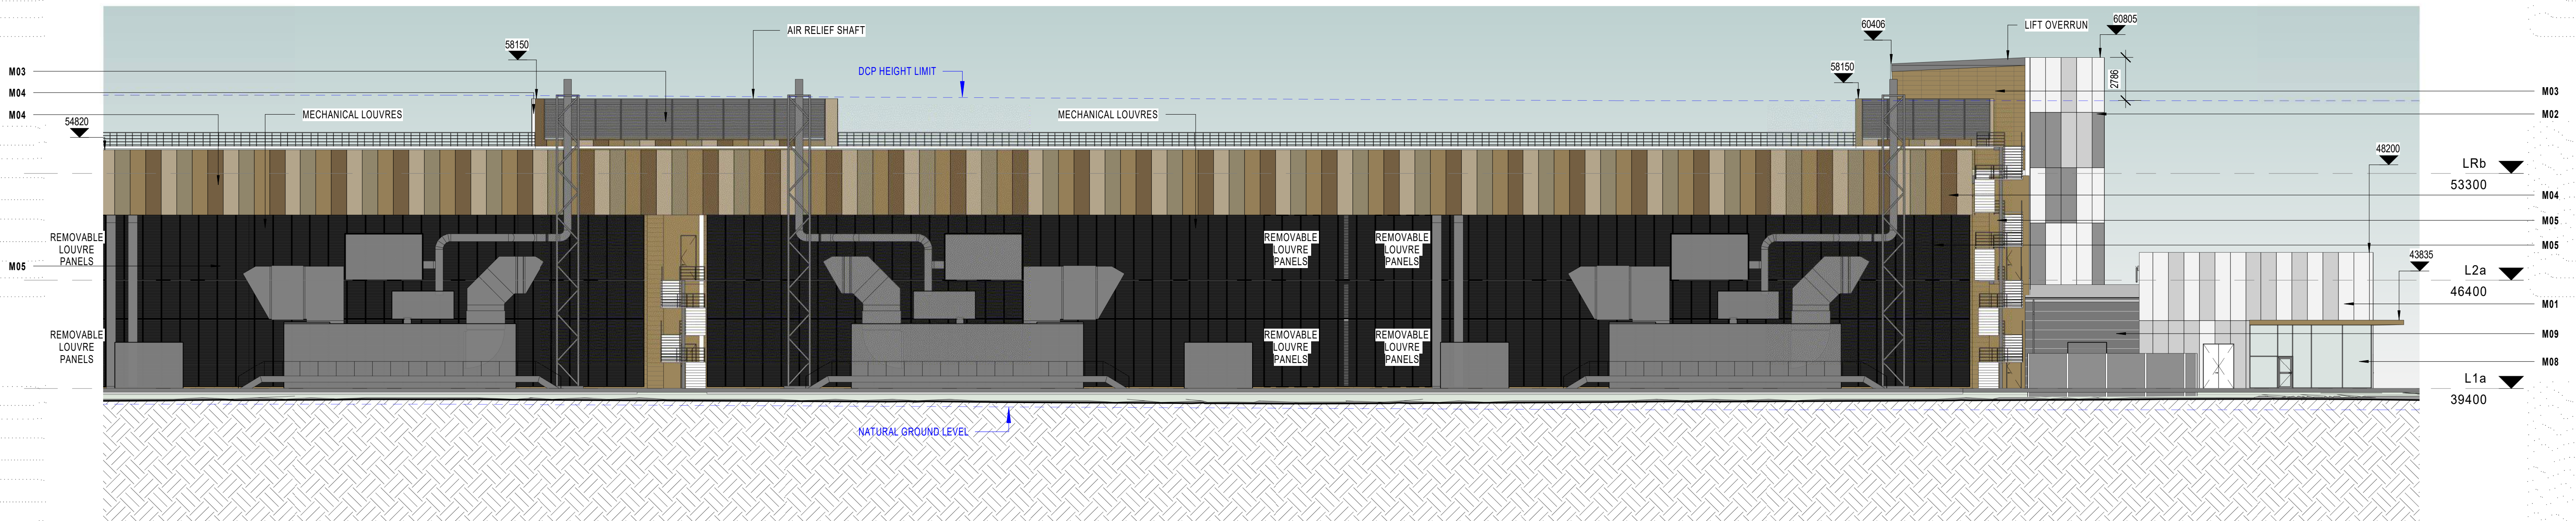 60805
60406
LIFT OVERRUN
AIR RELIEF SHAFT
58150
DCP HEIGHT LIMIT
58150
2786
M03
M03
M04
M04
MECHANICAL LOUVRES
MECHANICAL LOUVRES
M02
54820
48200
LRb
53300
M04
M05
REMOVABLE
LOUVRE
PANELS
REMOVABLE
LOUVRE
PANELS
REMOVABLE
LOUVRE
PANELS
M05
M05
43835
L2a
46400
M01
REMOVABLE
LOUVRE
PANELS
REMOVABLE
LOUVRE
PANELS
REMOVABLE
LOUVRE
PANELS
M09
M08
L1a
39400
NATURAL GROUND LEVEL